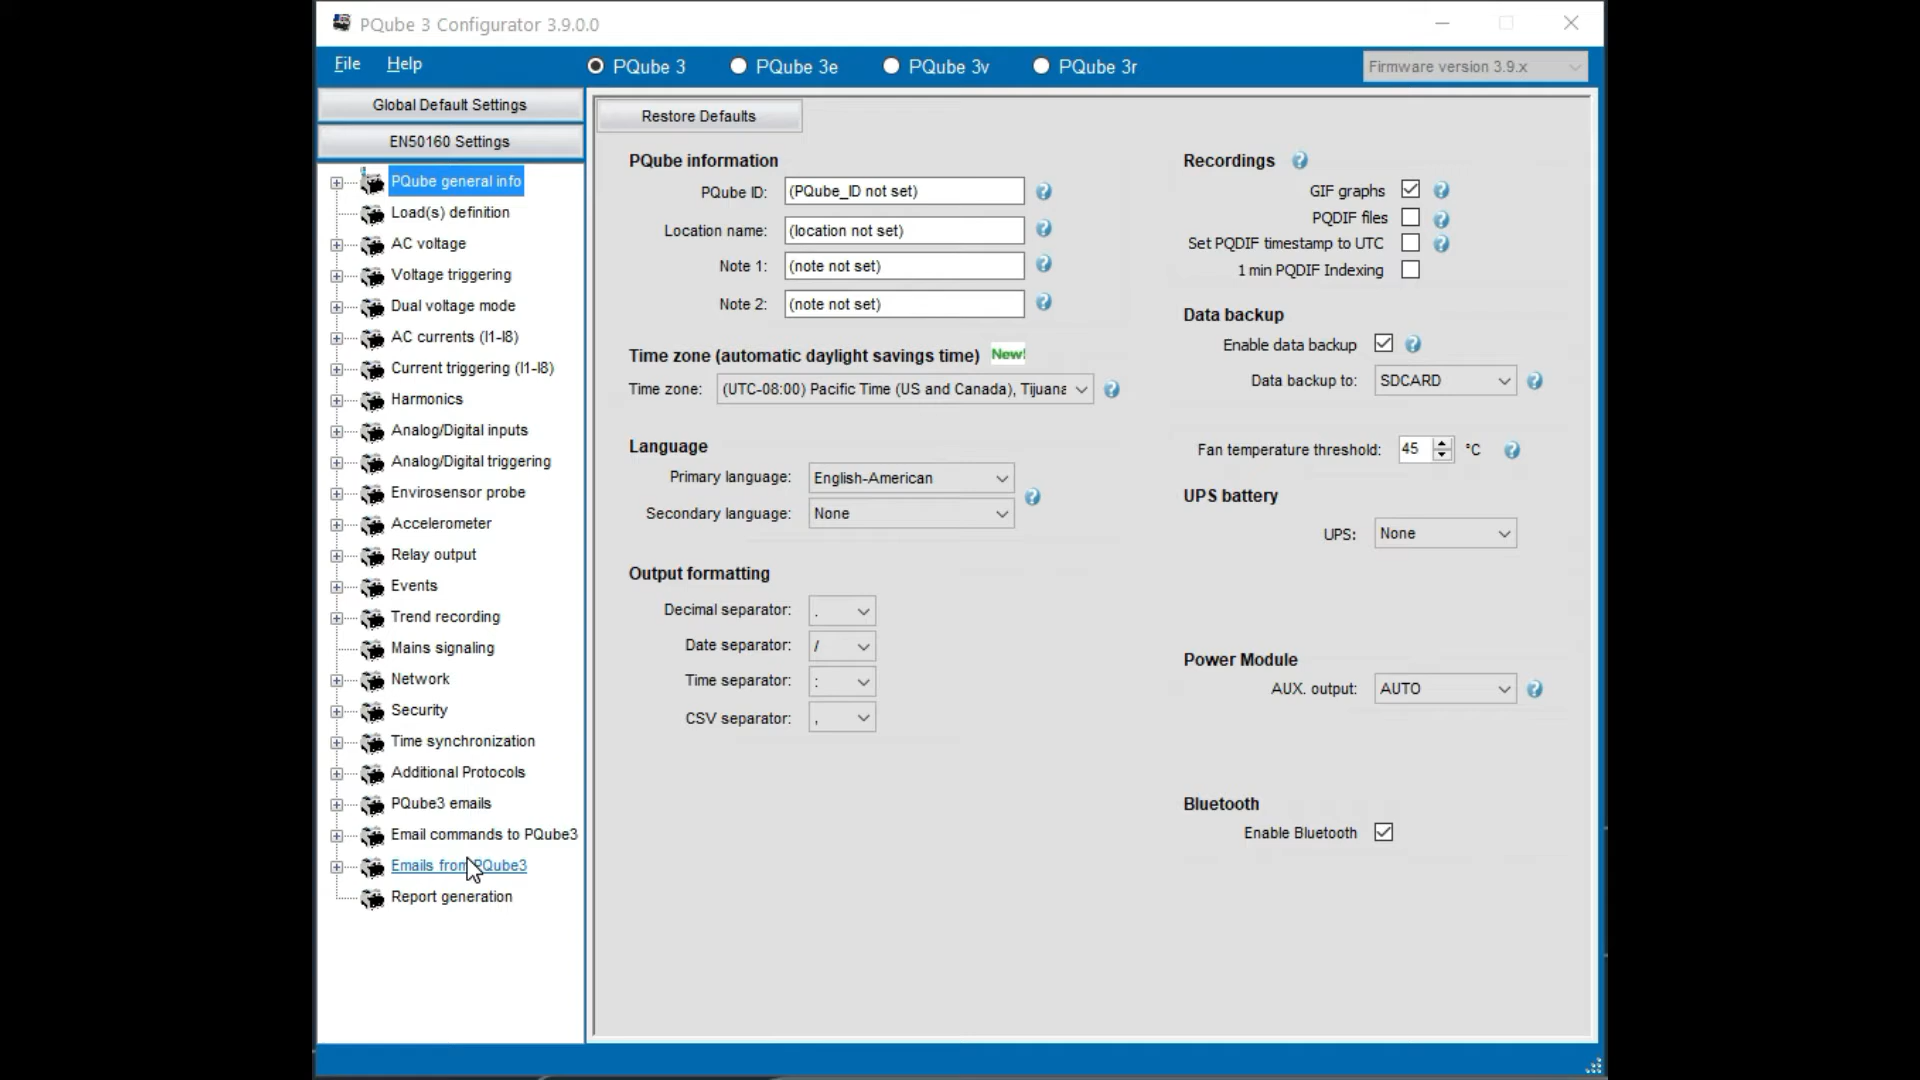 PQube 3 Configurator 3.9.0.0
File Help PQube 3 PQube 3e PQube 3v PQube 3r Firmware version 3.9.x
Global Default Settings
EN50160 Settings
PQube general info
Load(s) definition
AC voltage
Voltage triggering
Dual voltage mode
AC currents (I1-I8)
Current triggering (I1-I8)
Harmonics
Analog/Digital inputs
Analog/Digital triggering
Envirosensor probe
Accelerometer
Relay output
Events
Trend recording
Mains signaling
Network
Security
Time synchronization
Additional Protocols
PQube3 emails
Email commands to PQube3
Emails from PQube3
Report generation
Restore Defaults
PQube information
PQube ID: (PQube_ID not set)
Location name: (location not set)
Note 1: (note not set)
Note 2: (note not set)
Time zone (automatic daylight savings time) New!
Time zone: (UTC-08:00) Pacific Time (US and Canada), Tijuana
Language
Primary language: English-American
Secondary language: None
Output formatting
Decimal separator: .
Date separator: /
Time separator: :
CSV separator: ,
Recordings
GIF graphs
PQDIF files
Set PQDIF timestamp to UTC
1 min PQDIF Indexing
Data backup
Enable data backup
Data backup to: SDCARD
Fan temperature threshold: 45 °C
UPS battery
UPS: None
Power Module
AUX. output: AUTO
Bluetooth
Enable Bluetooth